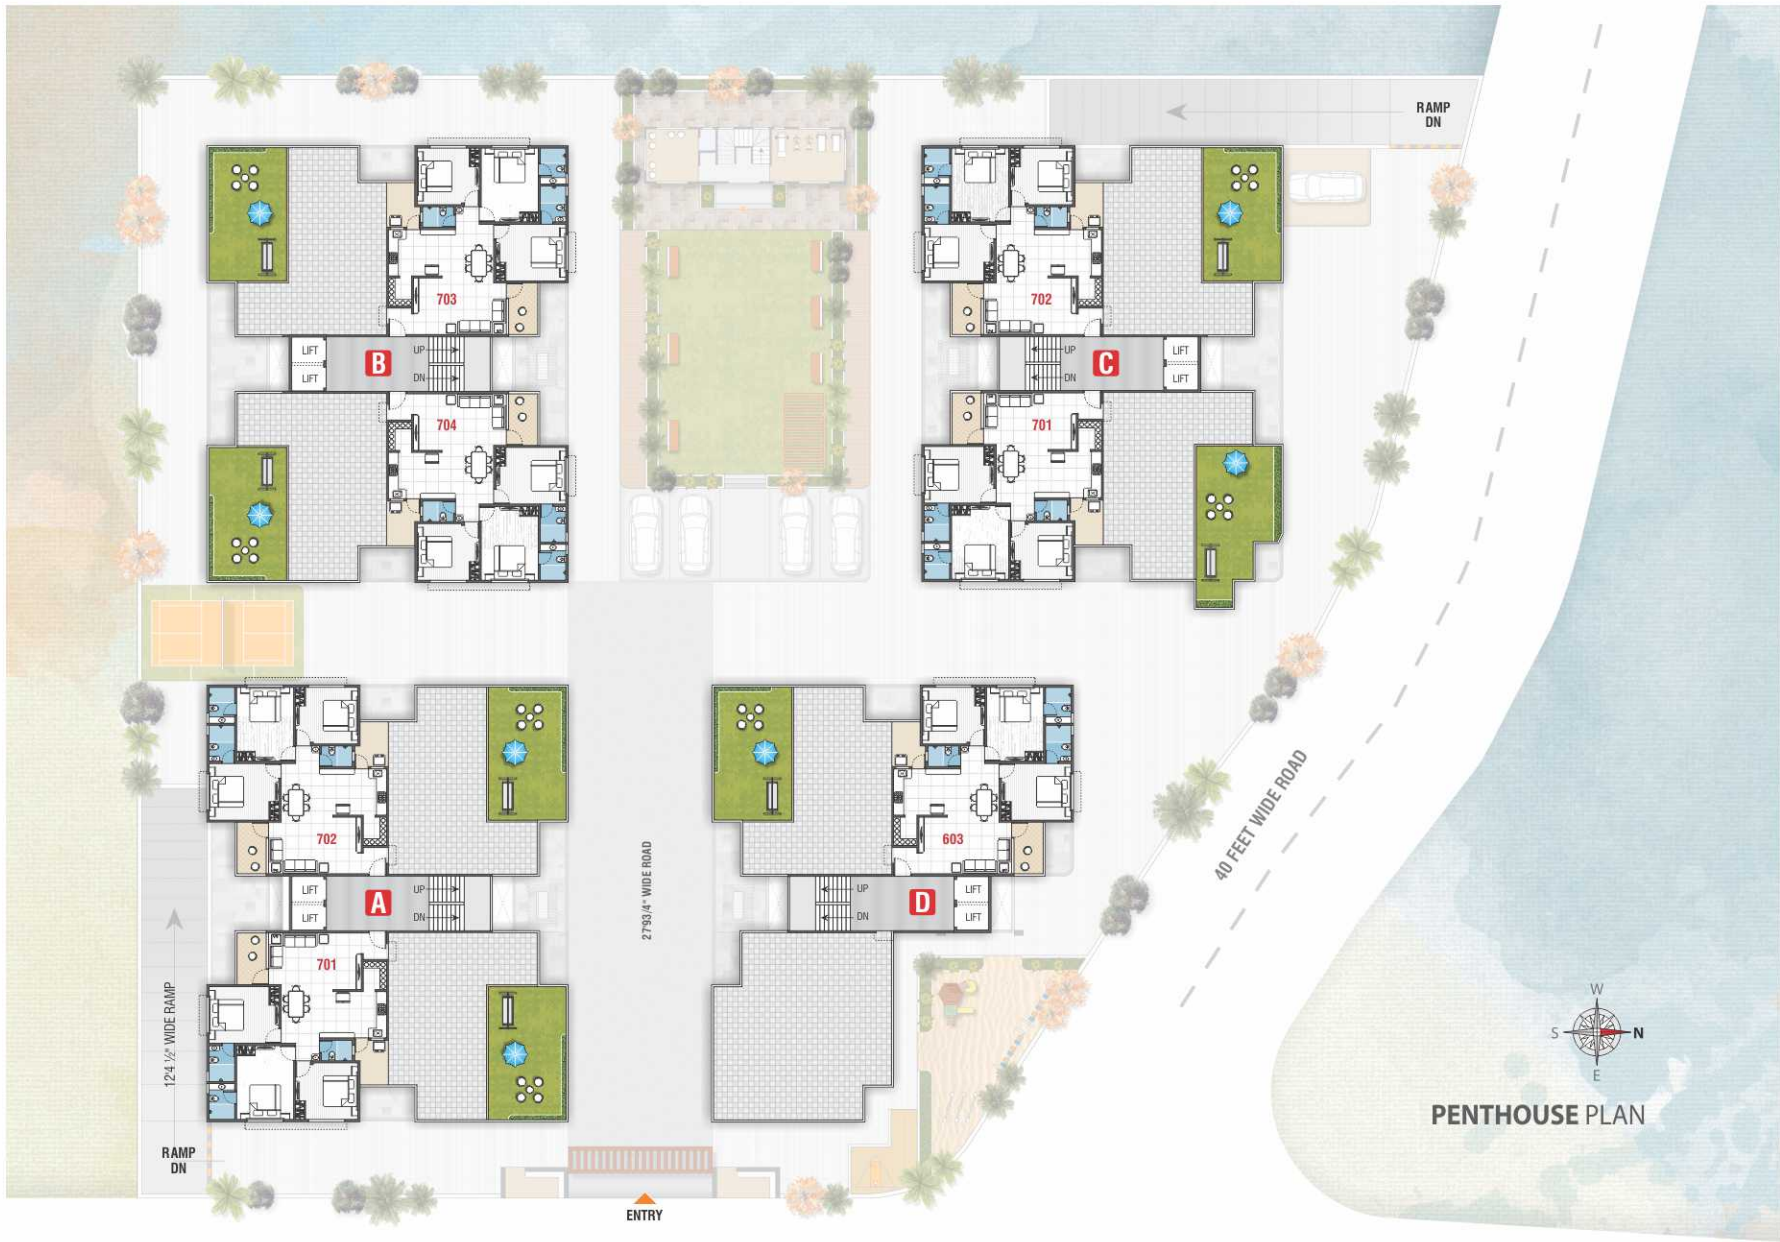 RAMP
DN
703
702
LIFT
LIFT
B
UP
DN
UP
DN
C
LIFT
LIFT
704
701
702
603
40 FEET WIDE ROAD
27'93/4" WIDE ROAD
LIFT
LIFT
A
UP
DN
UP
DN
D
LIFT
LIFT
701
12'4 ½" WIDE RAMP
W
S
N
E
PENTHOUSE PLAN
RAMP
DN
ENTRY